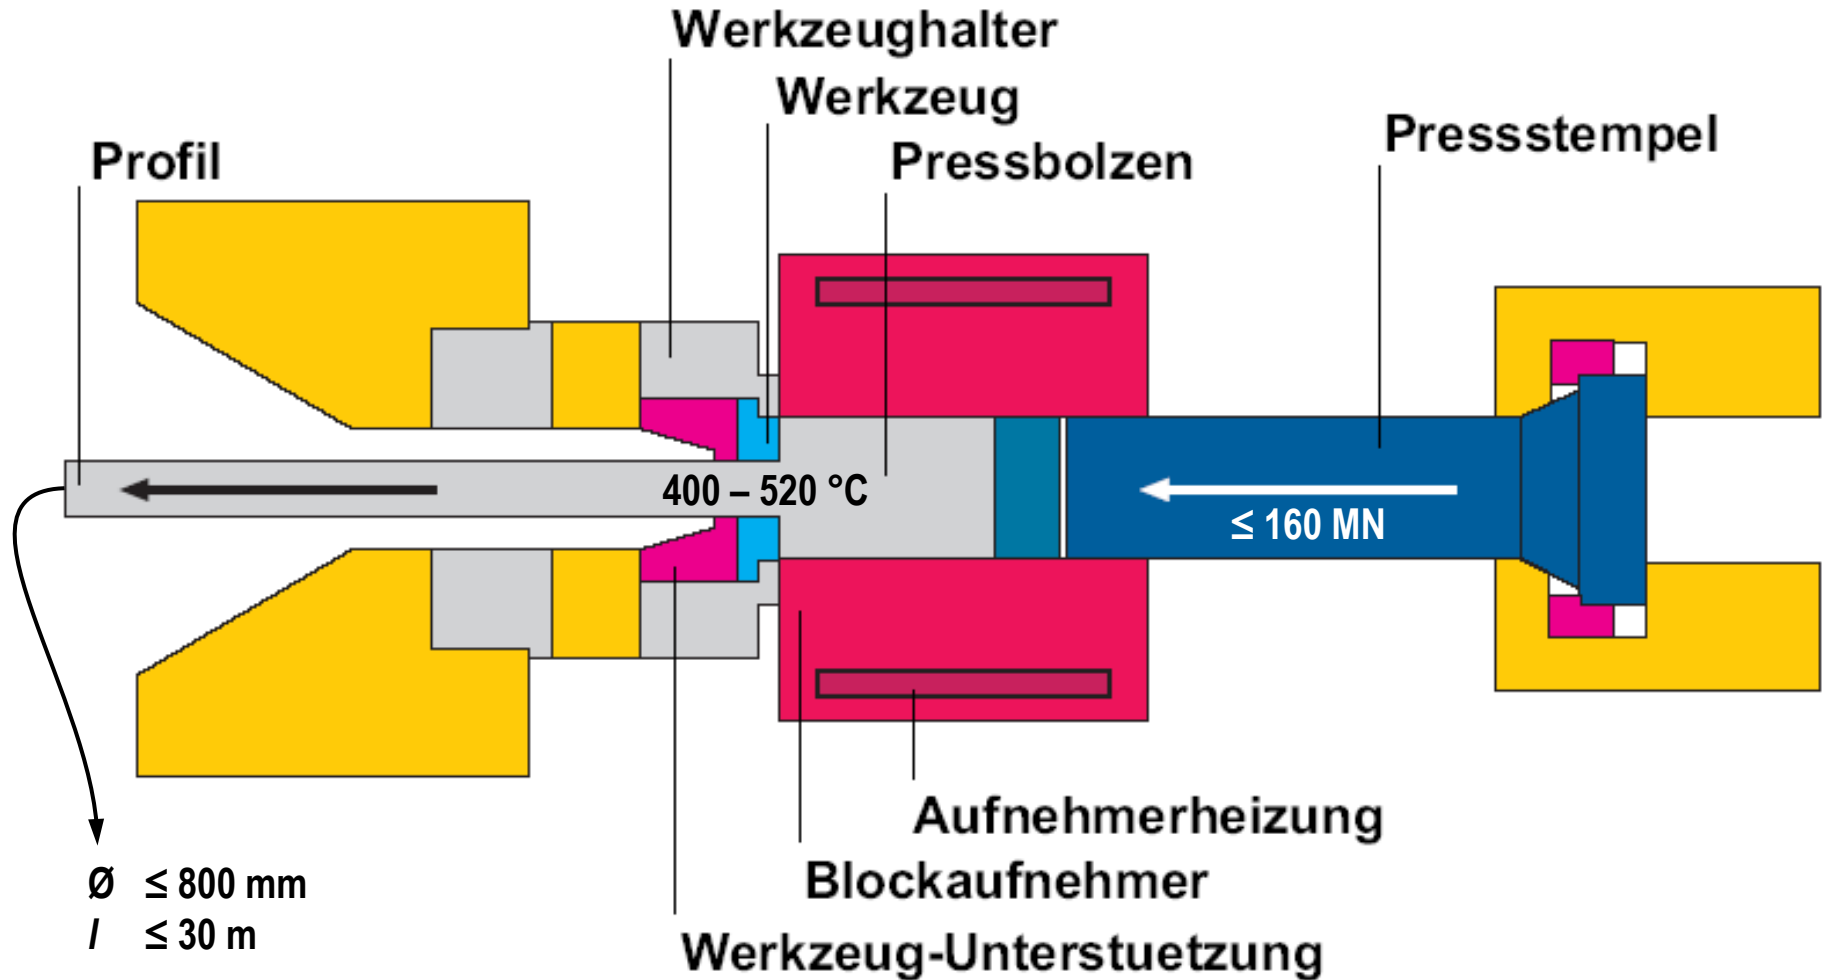 Werkzeughalter
Werkzeug
Pressstempel
Profil
Pressbolzen
400 – 520 °C
≤ 160 MN
Aufnehmerheizung
Blockaufnehmer
Ø ≤ 800 mm
l ≤ 30 m
Werkzeug-Unterstuetzung